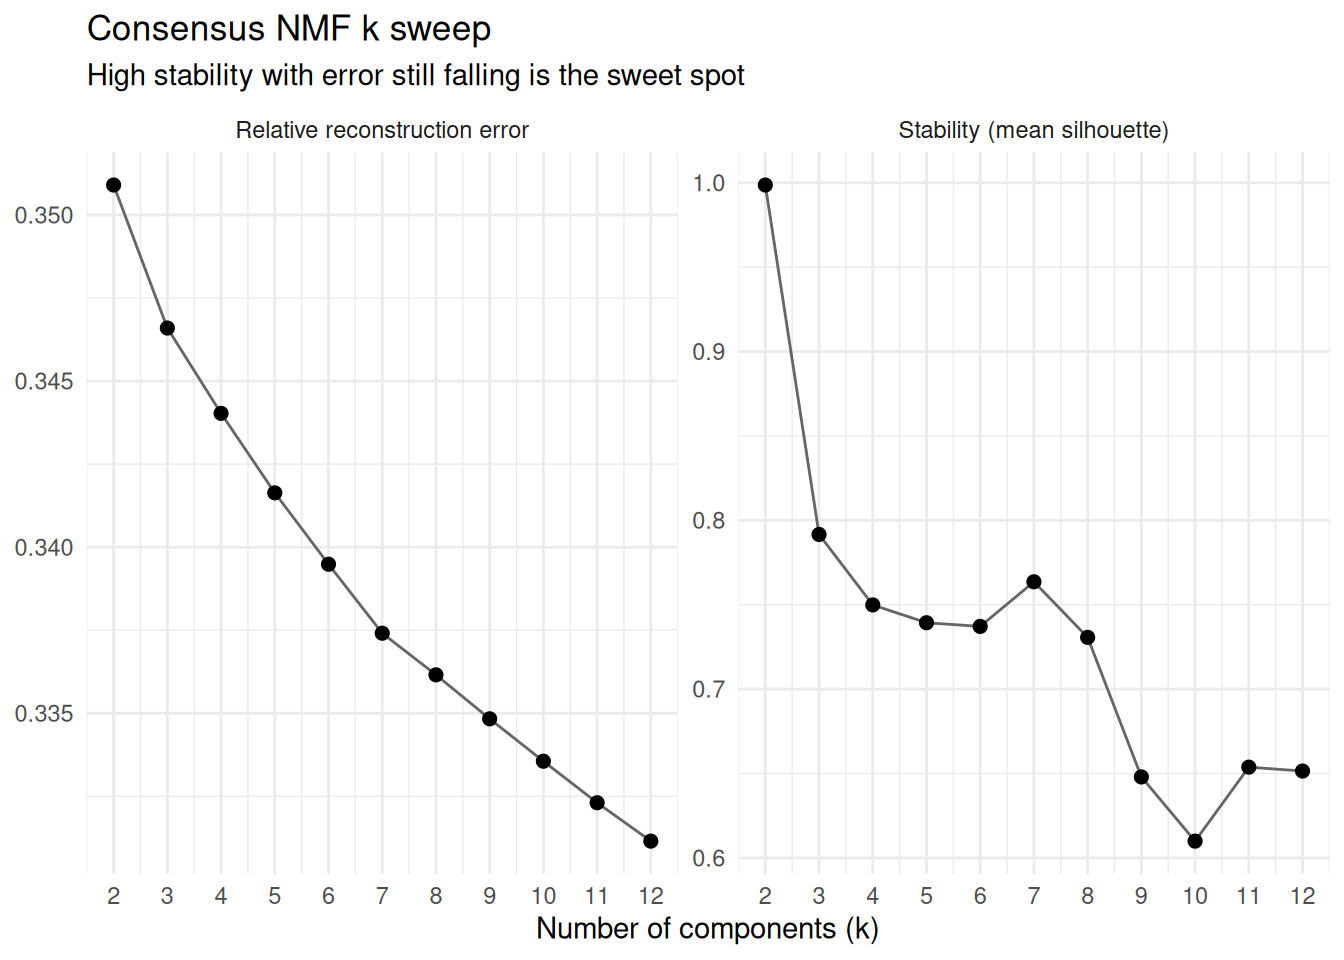 Consensus NMF k sweep
High stability with error still falling is the sweet spot
Relative reconstruction error
Stability (mean silhouette)
0.350
0.345
0.340
0.335
1.0
0.9
0.8
0.7
0.6
2 3 4 5 6 7 8 9 10 11 12
2 3 4 5 6 7 8 9 10 11 12
Number of components (k)